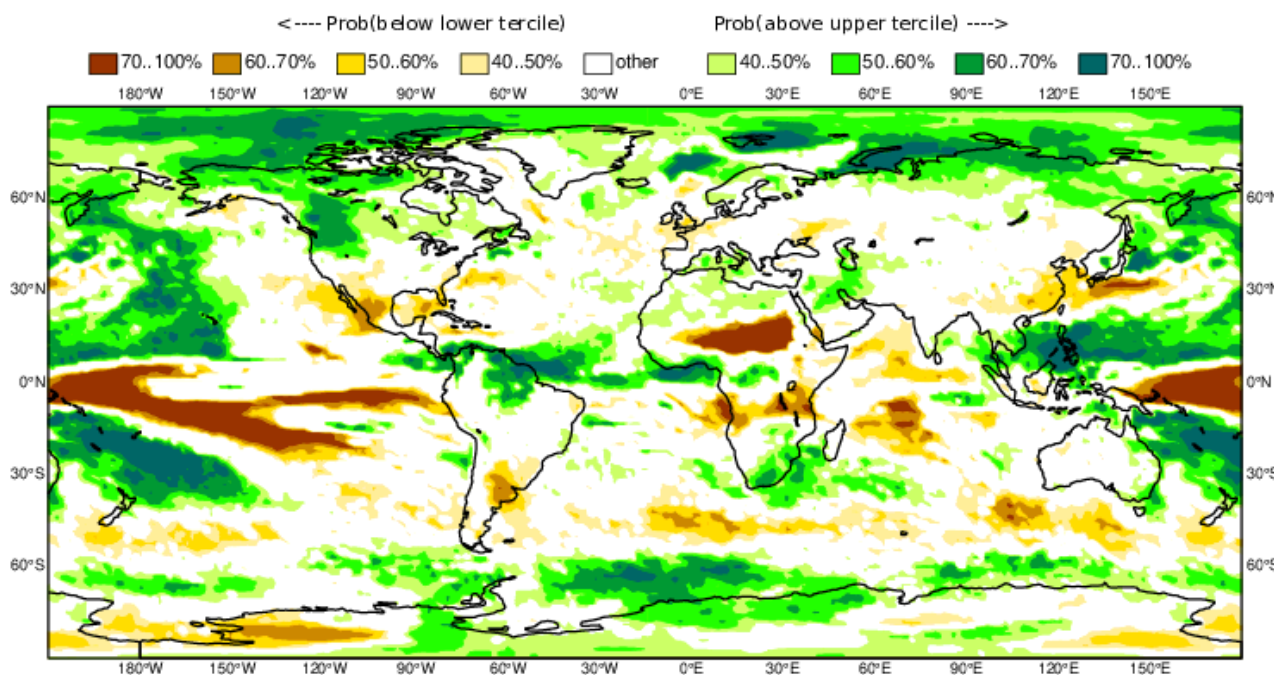 <---- Prob(below lower tercile) Prob(above upper tercile) ---->
70..100% 60..70% 50..60% 40..50% other 40..50% 50..60% 60..70% 70..100%
180°W 150°W 120°W 90°W 60°W 30°W 0°E 30°E 60°E 90°E 120°E 150°E
60°N 60°N
30°N 30°N
0°N 0°N
30°S 30°S
60°S 60°S
180°W 150°W 120°W 90°W 60°W 30°W 0°E 30°E 60°E 90°E 120°E 150°E